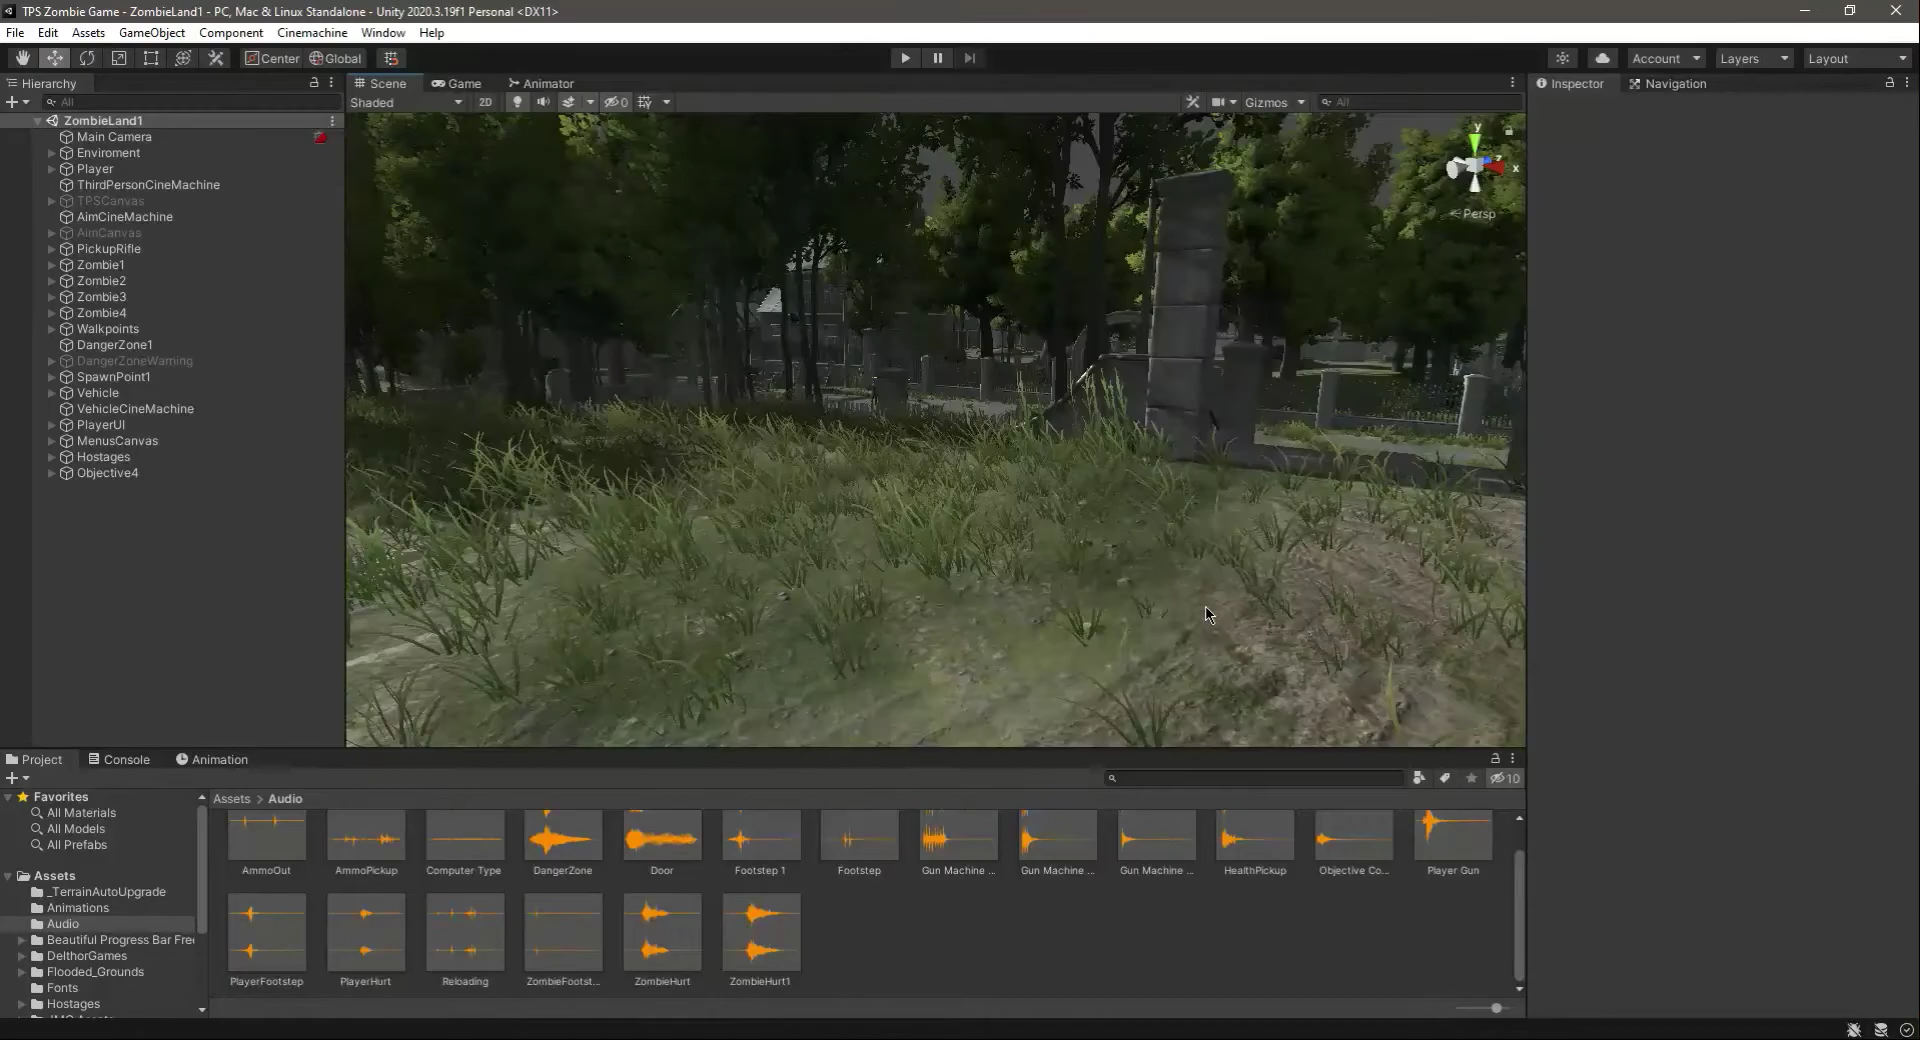 TPS Zombie Game - ZombieLand1 - PC, Mac & Linux Standalone - Unity 2020.3.19f1 Personal <DX11>
File Edit Assets GameObject Component Cinemachine Window Help
Center Global Account Layers Layout
Hierarchy
All
ZombieLand1
Main Camera
Enviroment
Player
ThirdPersonCineMachine
TPSCanvas
AimCineMachine
AimCanvas
PickupRifle
Zombie1
Zombie2
Zombie3
Zombie4
Walkpoints
DangerZone1
DangerZoneWarning
SpawnPoint1
Vehicle
VehicleCineMachine
PlayerUI
MenusCanvas
Hostages
Objective4
Scene Game Animator
Shaded 2D 0 Gizmos All
y
z
x
Persp
Inspector Navigation
Project Console Animation
10
Favorites
All Materials
All Models
All Prefabs
Assets
_TerrainAutoUpgrade
Animations
Audio
Beautiful Progress Bar Free
DelthorGames
Flooded_Grounds
Fonts
Hostages
Assets > Audio
AmmoOut AmmoPickup Computer Type DangerZone Door Footstep 1 Footstep Gun Machine ... Gun Machine ... Gun Machine ... HealthPickup Objective Co... Player Gun
PlayerFootstep PlayerHurt Reloading ZombieFootst... ZombieHurt ZombieHurt1